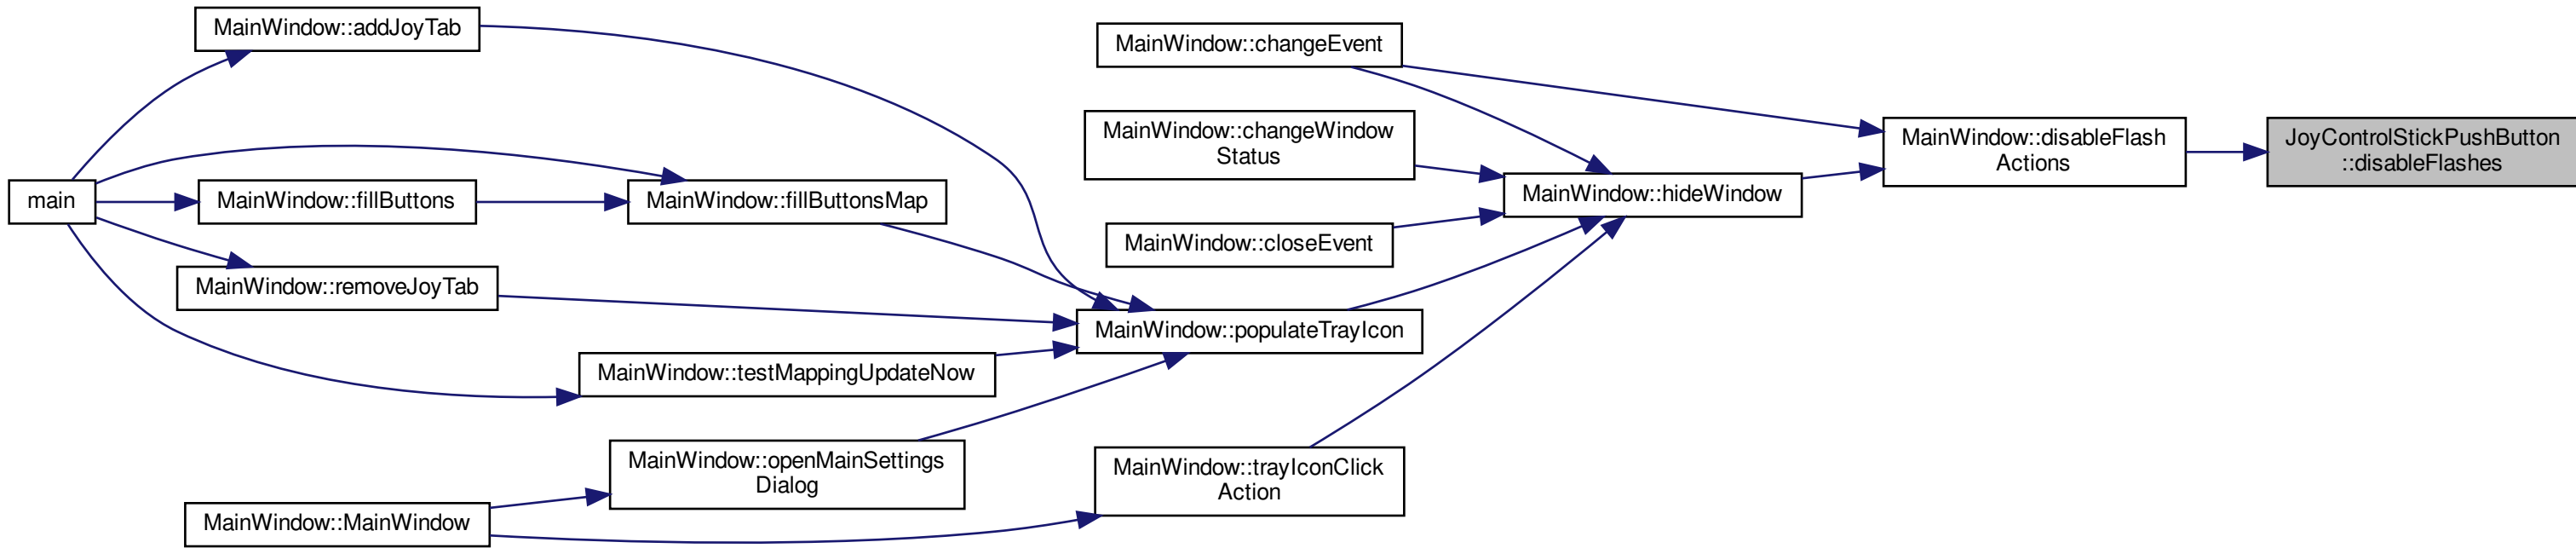 MainWindow::addJoyTab
MainWindow::changeEvent
MainWindow::changeWindow
Status
MainWindow::disableFlash
Actions
JoyControlStickPushButton
::disableFlashes
main
MainWindow::fillButtons
MainWindow::fillButtonsMap
MainWindow::hideWindow
MainWindow::closeEvent
MainWindow::removeJoyTab
MainWindow::populateTrayIcon
MainWindow::testMappingUpdateNow
MainWindow::openMainSettings
Dialog
MainWindow::trayIconClick
Action
MainWindow::MainWindow